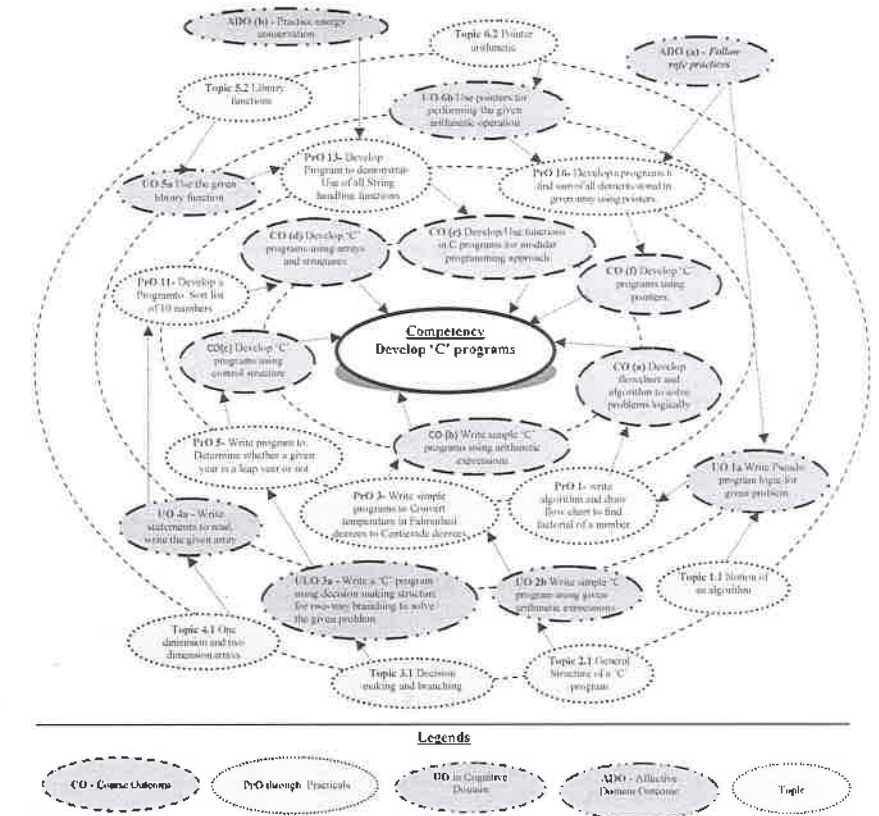 ADO (b) - Practice energy
conservation
Topic 6.2 Pointer
arithmetic
ADO (a) - Follow
safe practices
Topic 5.2 Library
functions
UO 6b Use pointers for
performing the given
arithmetic operation
PrO 13- Develop
Program to demonstrate
Use of all String
handling functions
PrO 16- Develop a programs to
find sum of all elements stored in
given array using pointers
UO 5a Use the given
library function
CO (d) Develop 'C'
programs using arrays
and structures
CO (e) Develop/Use functions
in C programs for modular
programming approach
CO (f) Develop 'C'
programs using
pointers.
PrO 11- Develop a
Programto Sort list
of 10 numbers
Competency
Develop 'C' programs
CO(c) Develop 'C'
programs using
control structure
CO (a) Develop
flowchart and
algorithm to solve
problems logically
CO (b) Write simple 'C'
programs using arithmetic
expressions
PrO 5- Write program to:
Determine whether a given
year is a leap year or not
UO 1a Write Pseudo
program logic for
given problem
PrO 3- Write simple
programs to Convert
temperature in Fahrenheit
degrees to Centigrade degrees
PrO 1- write
algorithm and draw
flow chart to find
factorial of a number
UO 4a - Write
statements to read,
write the given array
ULO 3a - Write a 'C' program
using decision making structure
for two-way branching to solve
the given problem
UO 2b Write simple 'C'
program using given
arithmetic expressions
Topic 1.1 Notion of
an algorithm
Topic 4.1 One
dimension and two
dimension arrays
Topic 3.1 Decision
making and branching
Topic 2.1 General
Structure of a 'C'
program
Legends
CO - Course Outcome
PrO through Practicals
UO in Cognitive
Domain
ADO - Affective
Domain Outcome
Topic